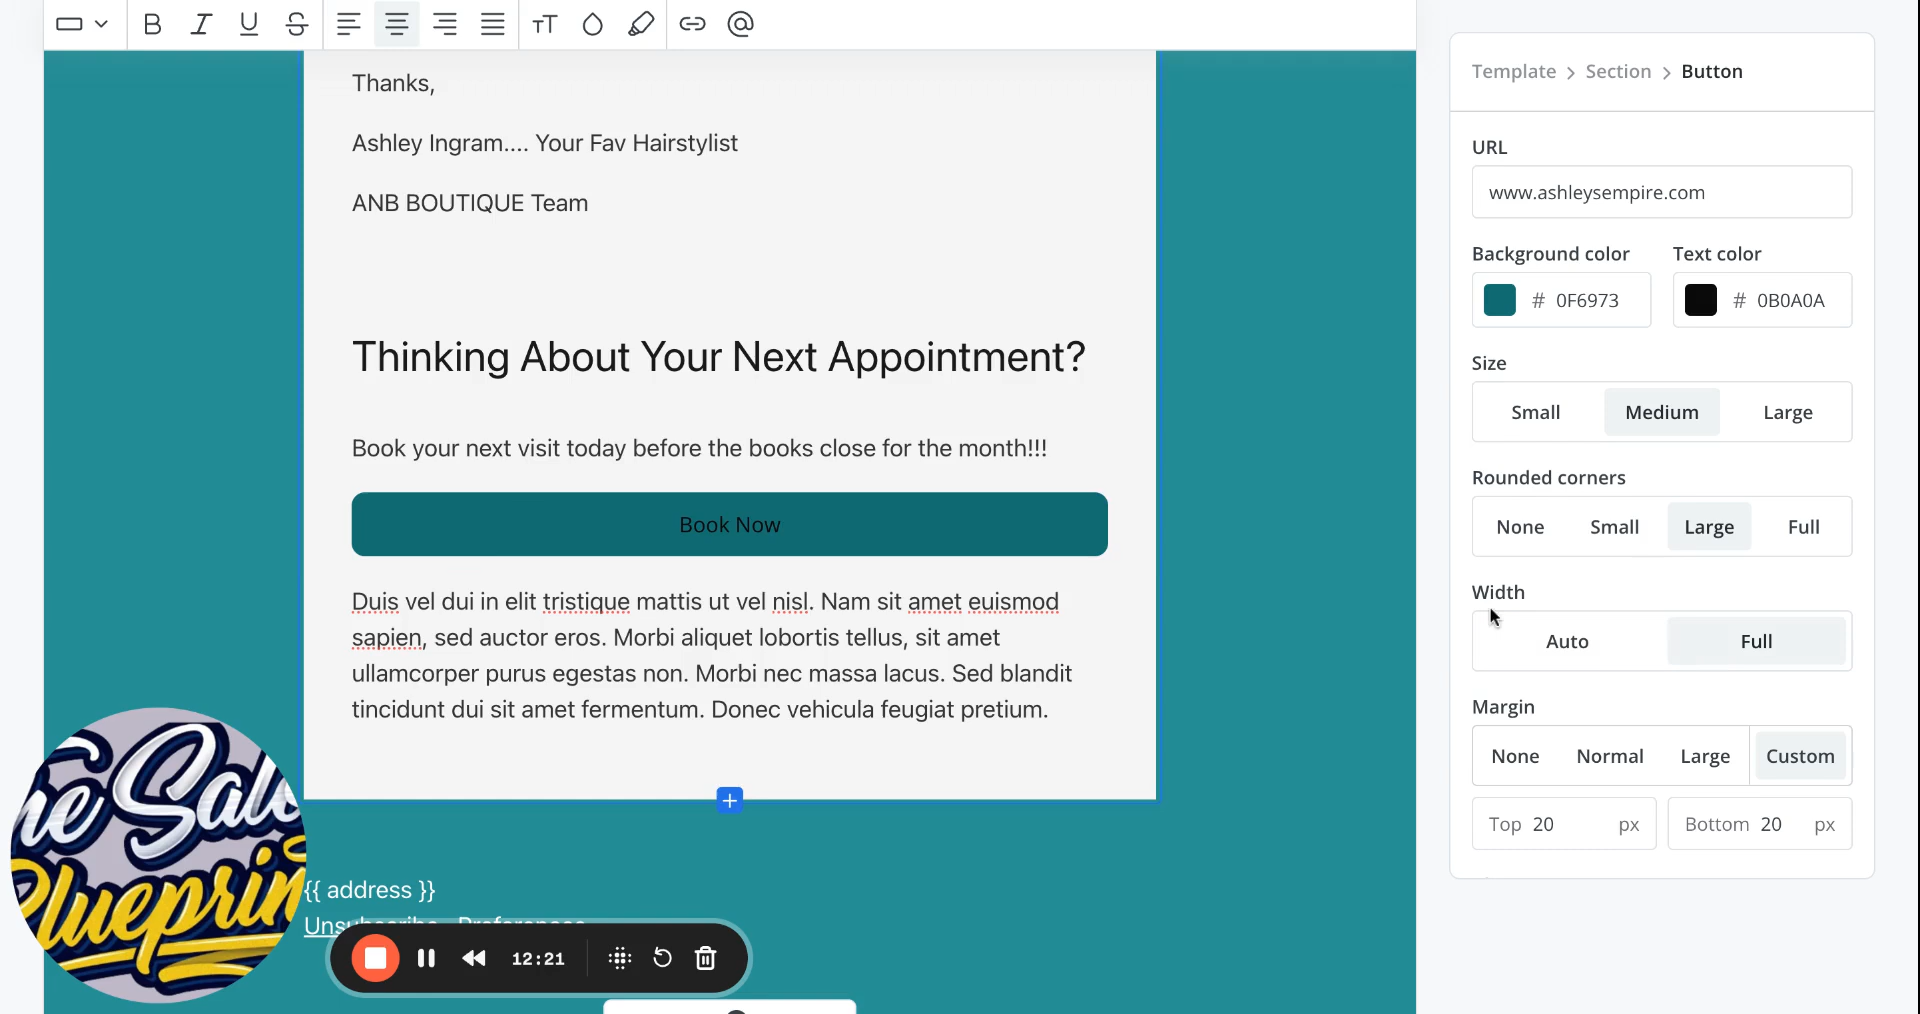 B I U S TT @
Thanks,
Ashley Ingram.... Your Fav Hairstylist
ANB BOUTIQUE Team
Thinking About Your Next Appointment?
Book your next visit today before the books close for the month!!!
Book Now
Duis vel dui in elit tristique mattis ut vel nisl. Nam sit amet euismod
sapien, sed auctor eros. Morbi aliquet lobortis tellus, sit amet
ullamcorper purus egestas non. Morbi nec massa lacus. Sed blandit
tincidunt dui sit amet fermentum. Donec vehicula feugiat pretium.
{{ address }}
Unsubscribe Preferences
12:21
Template > Section > Button
URL
www.ashleysempire.com
Background color Text color
# 0F6973 # 0B0A0A
Size
Small Medium Large
Rounded corners
None Small Large Full
Width
Auto Full
Margin
None Normal Large Custom
Top 20 px Bottom 20 px